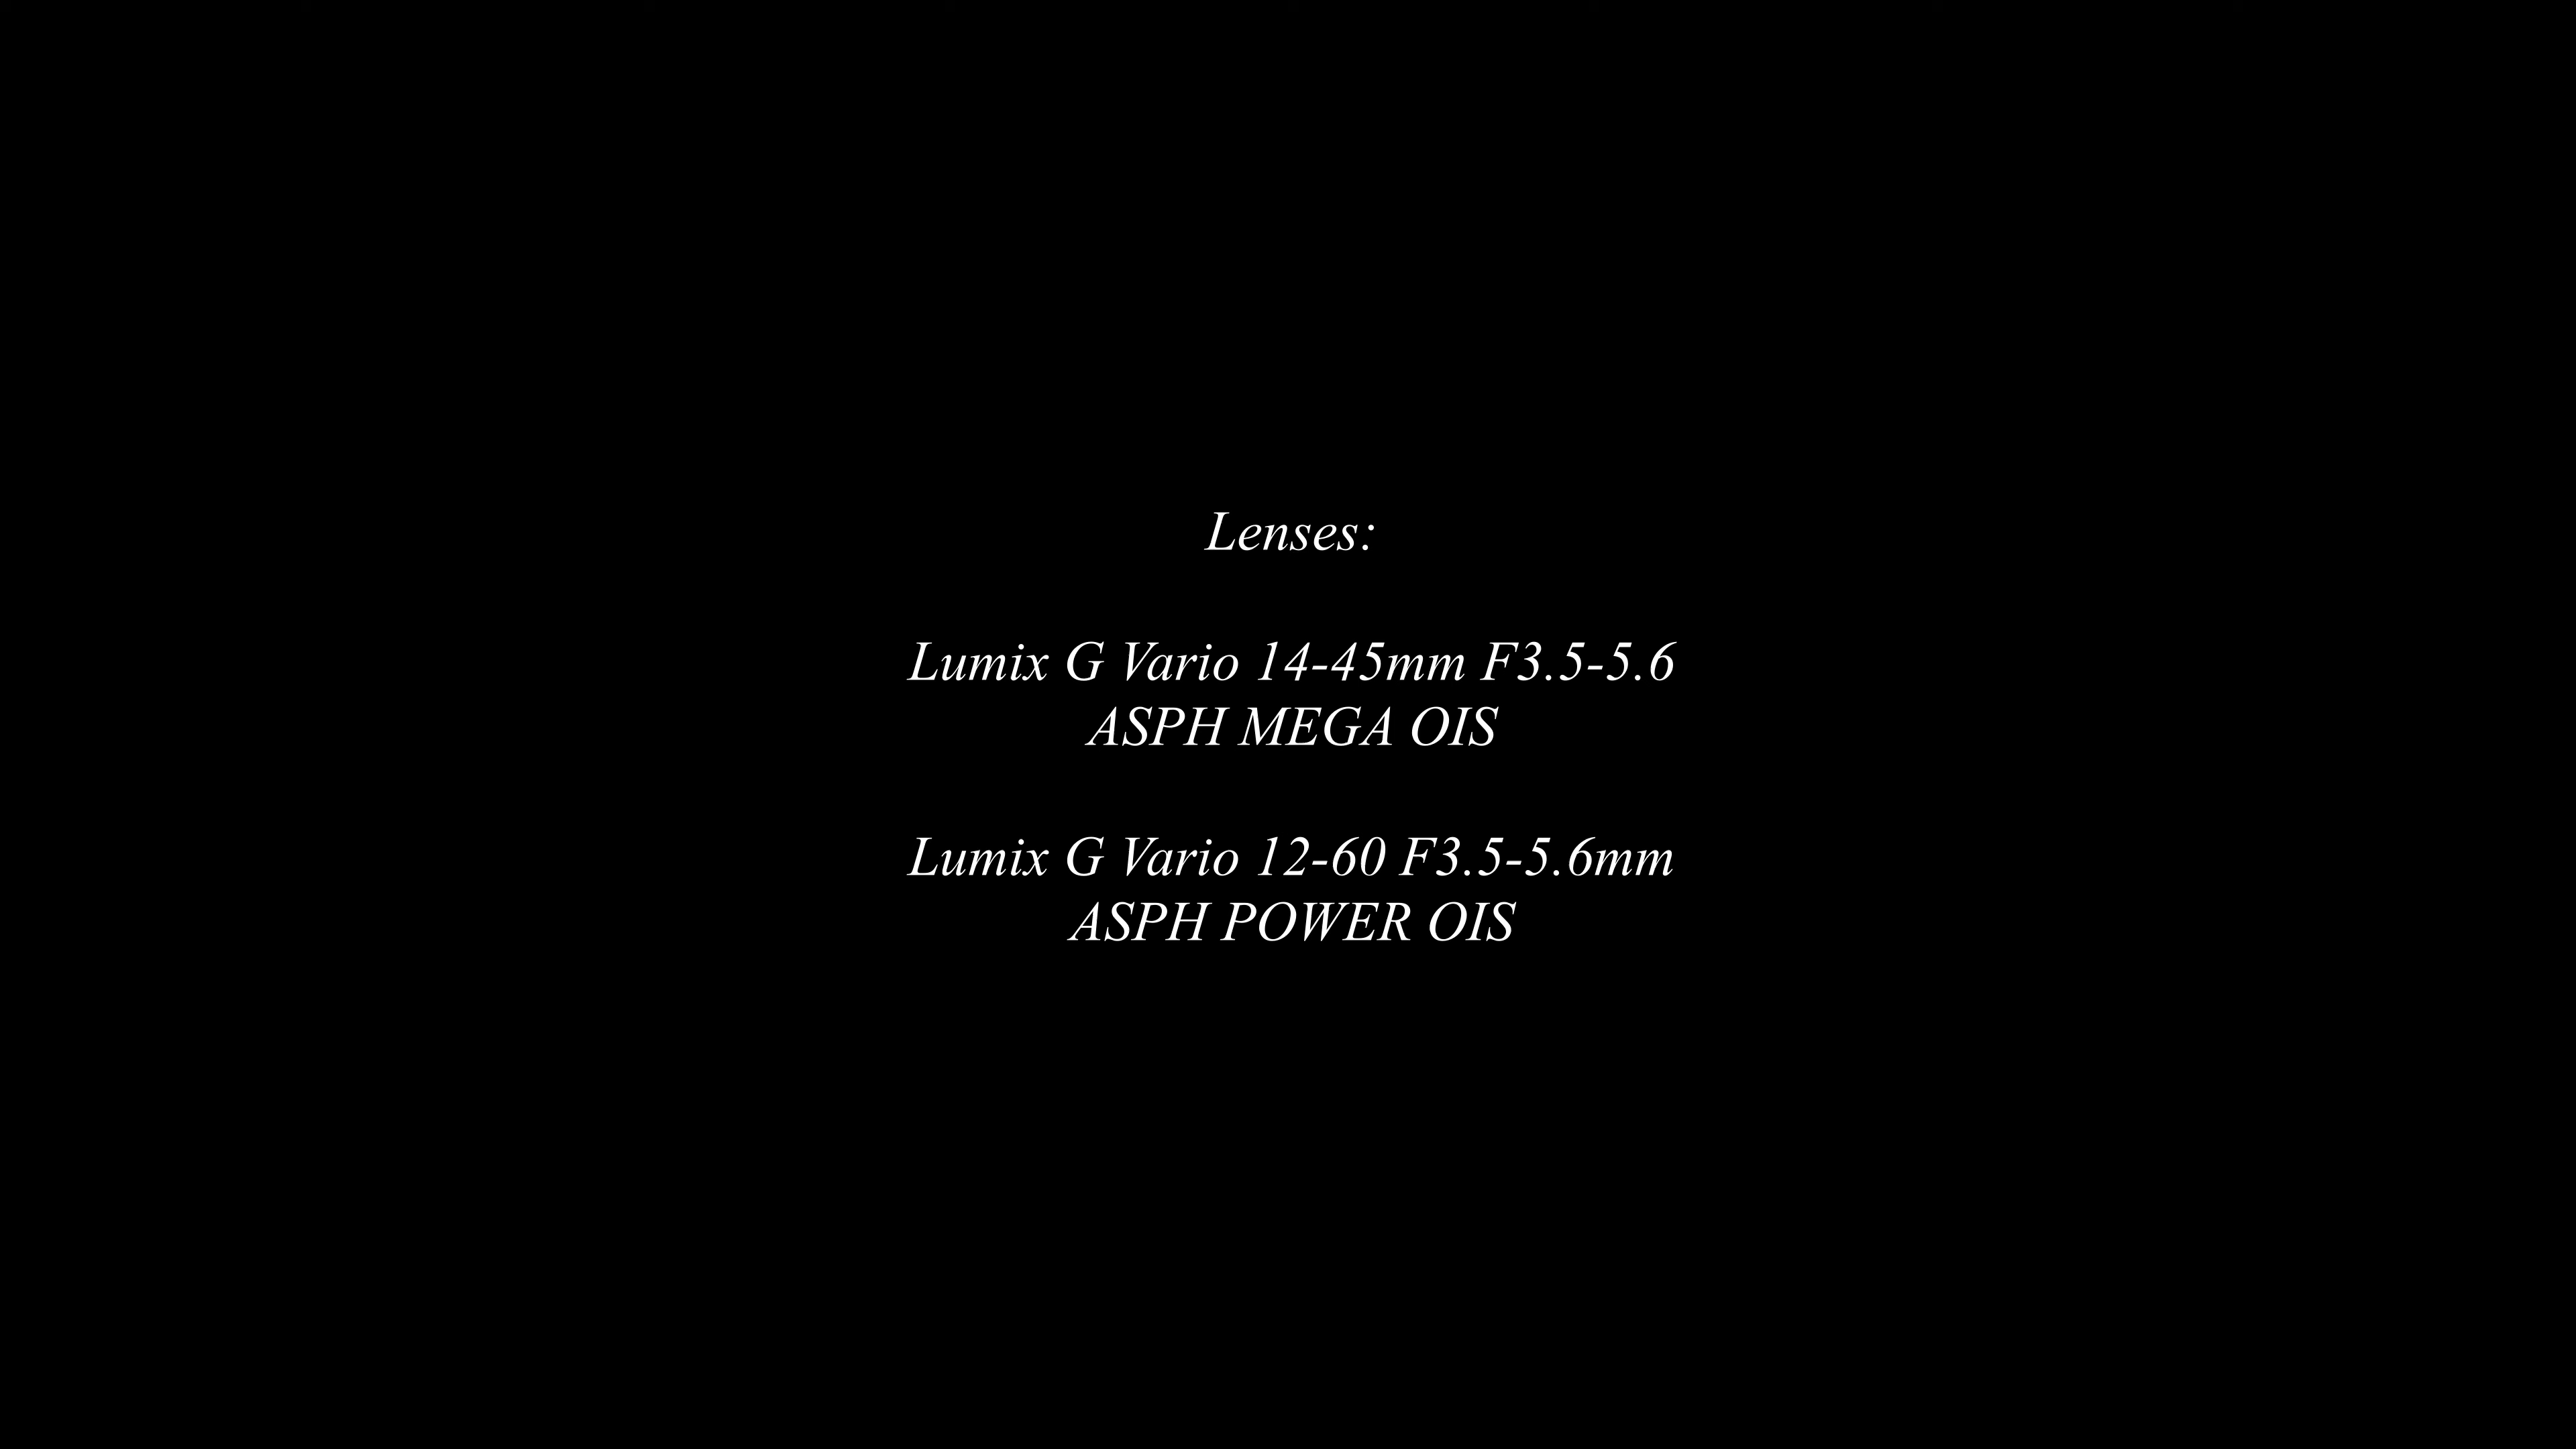 Lenses:
Lumix G Vario 14-45mm F3.5-5.6
ASPH MEGA OIS
Lumix G Vario 12-60 F3.5-5.6mm
ASPH POWER OIS